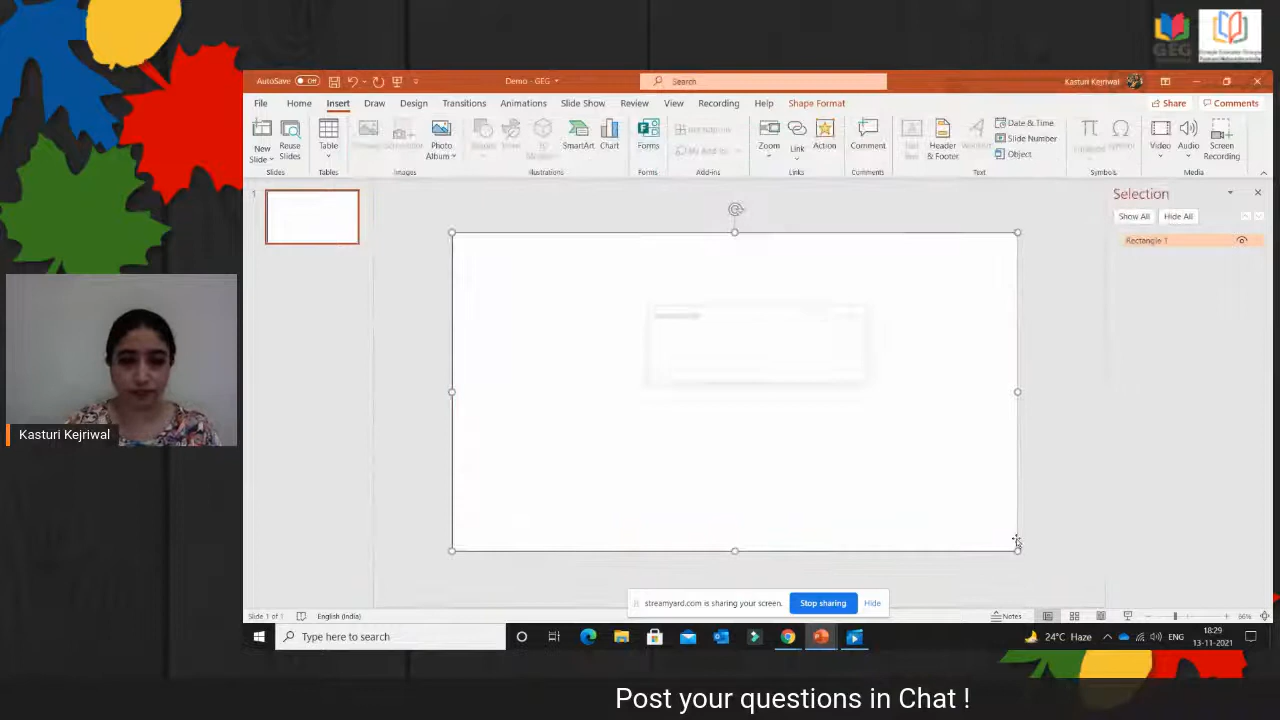 GEG
AutoSave Off
Demo - GEG
Search
Kasturi Kejriwal
File Home Insert Draw Design Transitions Animations Slide Show Review View Recording Help Shape Format
Share Comments
New Slide
Reuse Slides
Table
Photo Album
SmartArt
Chart
Forms
Zoom
Link
Action
Comment
Header & Footer
Date & Time
Slide Number
Object
Video
Audio
Screen Recording
Slides Tables Images Illustrations Forms Add-ins Links Comments Text Symbols Media
1
Selection
Show All Hide All
Rectangle 1
Kasturi Kejriwal
streamyard.com is sharing your screen. Stop sharing Hide
Slide 1 of 1 English (India) Notes 66%
Type here to search
24°C Haze ENG 18:29
13-11-2021
Post your questions in Chat !